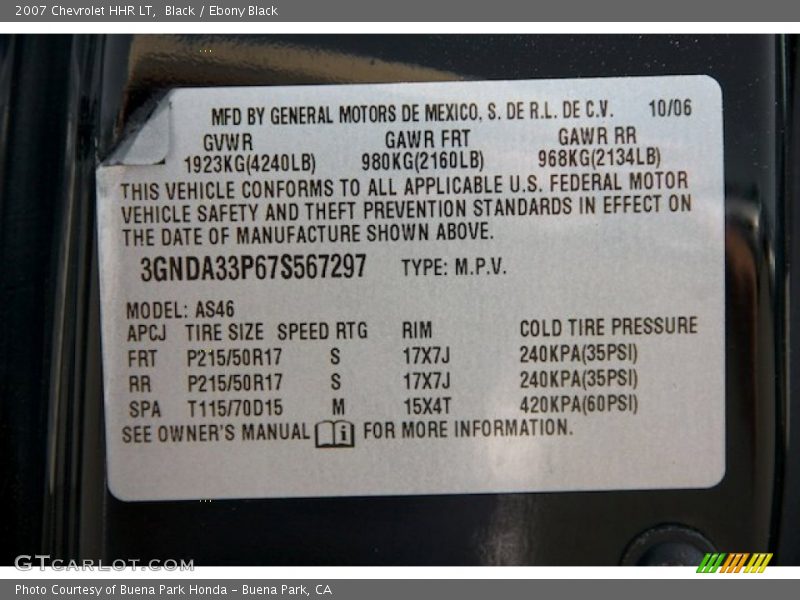 2007 Chevrolet HHR LT, Black / Ebony Black
MFD BY GENERAL MOTORS DE MEXICO, S. DE R.L. DE C.V. 10/06
GVWR GAWR FRT GAWR RR
1923KG(4240LB) 980KG(2160LB) 968KG(2134LB)
THIS VEHICLE CONFORMS TO ALL APPLICABLE U.S. FEDERAL MOTOR
VEHICLE SAFETY AND THEFT PREVENTION STANDARDS IN EFFECT ON
THE DATE OF MANUFACTURE SHOWN ABOVE.
3GNDA33P67S567297 TYPE: M.P.V.
MODEL: AS46
APCJ TIRE SIZE SPEED RTG RIM COLD TIRE PRESSURE
FRT P215/50R17 S 17X7J 240KPA(35PSI)
RR P215/50R17 S 17X7J 240KPA(35PSI)
SPA T115/70D15 M 15X4T 420KPA(60PSI)
SEE OWNER'S MANUAL i FOR MORE INFORMATION.
GTCARLOT.COM
Photo Courtesy of Buena Park Honda - Buena Park, CA